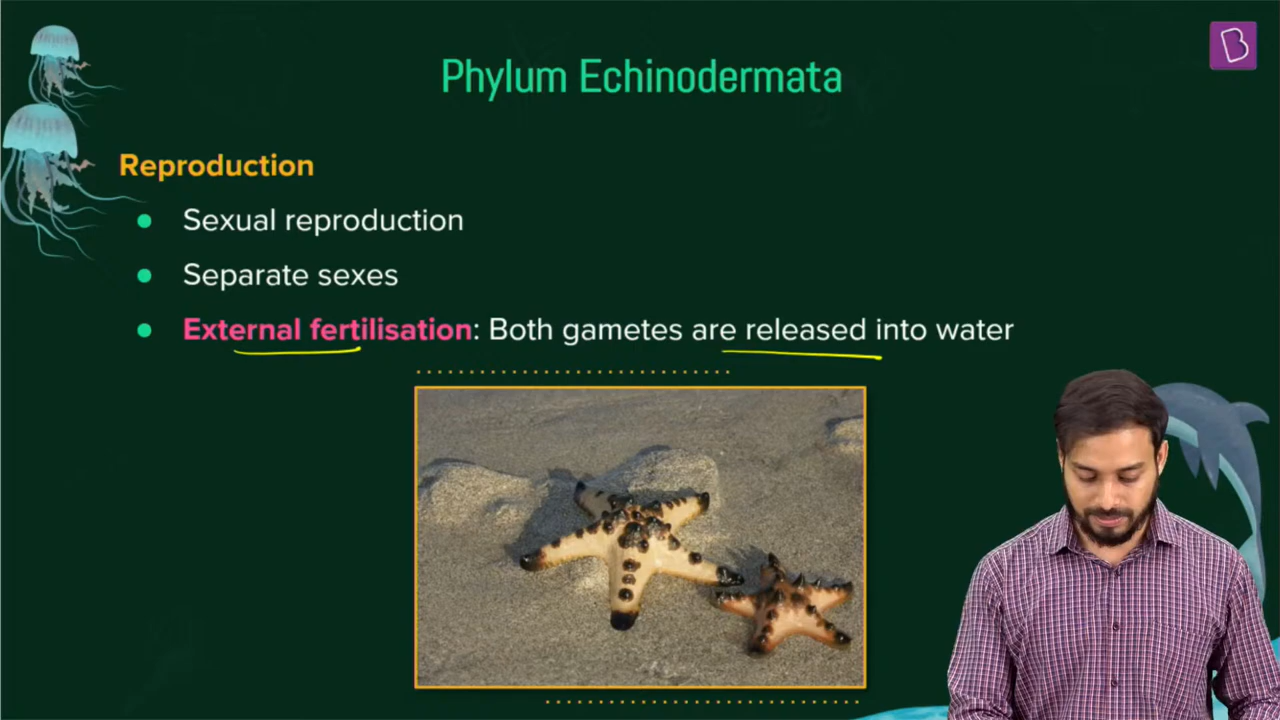 Phylum Echinodermata
Reproduction
Sexual reproduction
Separate sexes
External fertilisation: Both gametes are released into water
B